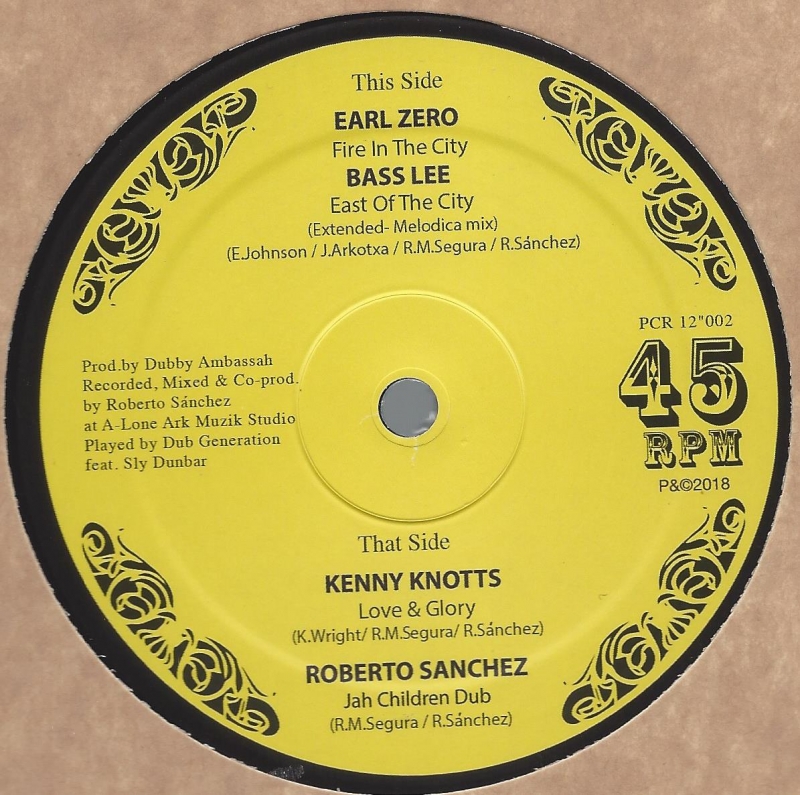 This Side
EARL ZERO
Fire In The City
BASS LEE
East Of The City
(Extended- Melodica mix)
(E.Johnson / J.Arkotxa / R.M.Segura / R.Sánchez)
Prod.by Dubby Ambassah
Recorded, Mixed & Co-prod.
by Roberto Sánchez
at A-Lone Ark Muzik Studio
Played by Dub Generation
feat. Sly Dunbar
PCR 12"002
45
RPM
P&©2018
That Side
KENNY KNOTTS
Love & Glory
(K.Wright/ R.M.Segura/ R.Sánchez)
ROBERTO SANCHEZ
Jah Children Dub
(R.M.Segura / R.Sánchez)